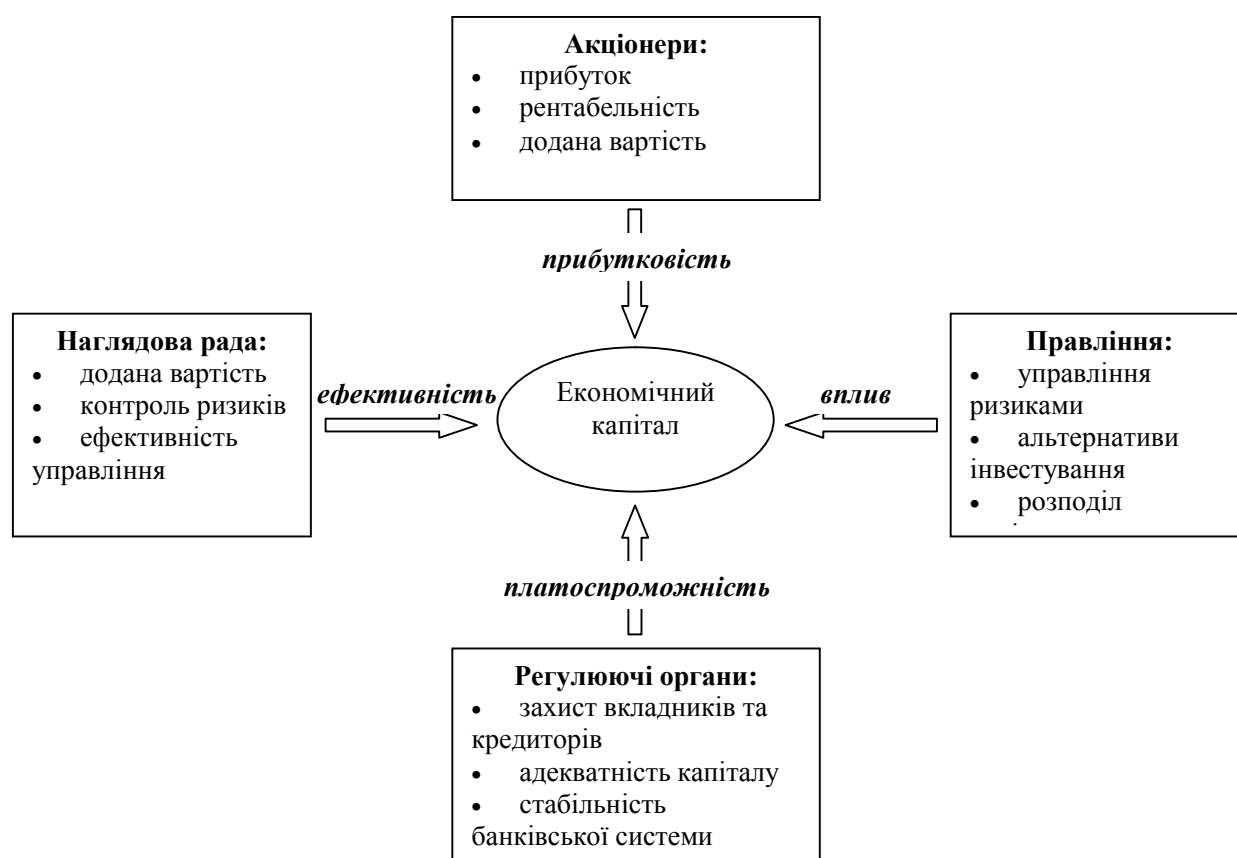 Акціонери:
• прибуток
• рентабельність
• додана вартість
прибутковість
Наглядова рада:
• додана вартість
• контроль ризиків
• ефективність
управління
ефективність
Економічний
капітал
вплив
Правління:
• управління
ризиками
• альтернативи
інвестування
• розподіл
платоспроможність
Регулюючі органи:
• захист вкладників та
кредиторів
• адекватність капіталу
• стабільність
банківської системи